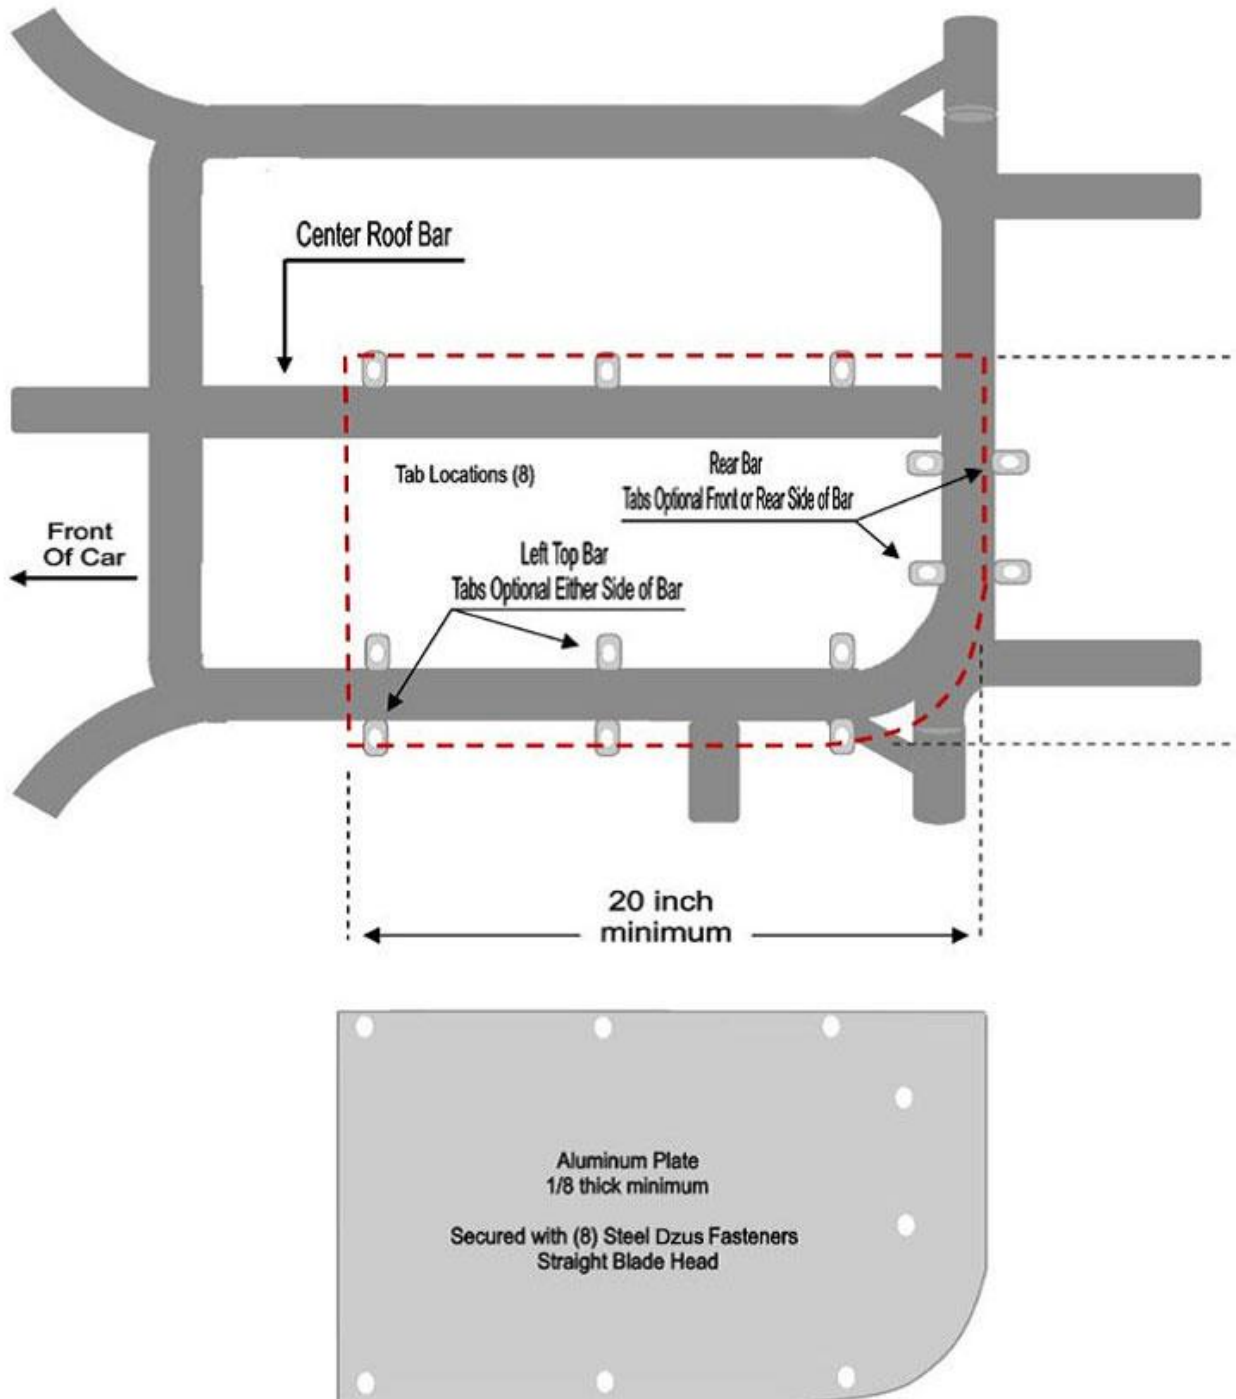 Center Roof Bar
Tab Locations (8)
Rear Bar
Tabs Optional Front or Rear Side of Bar
Front
Of Car
Left Top Bar
Tabs Optional Either Side of Bar
20 inch
minimum
Aluminum Plate
1/8 thick minimum
Secured with (8) Steel Dzus Fasteners
Straight Blade Head